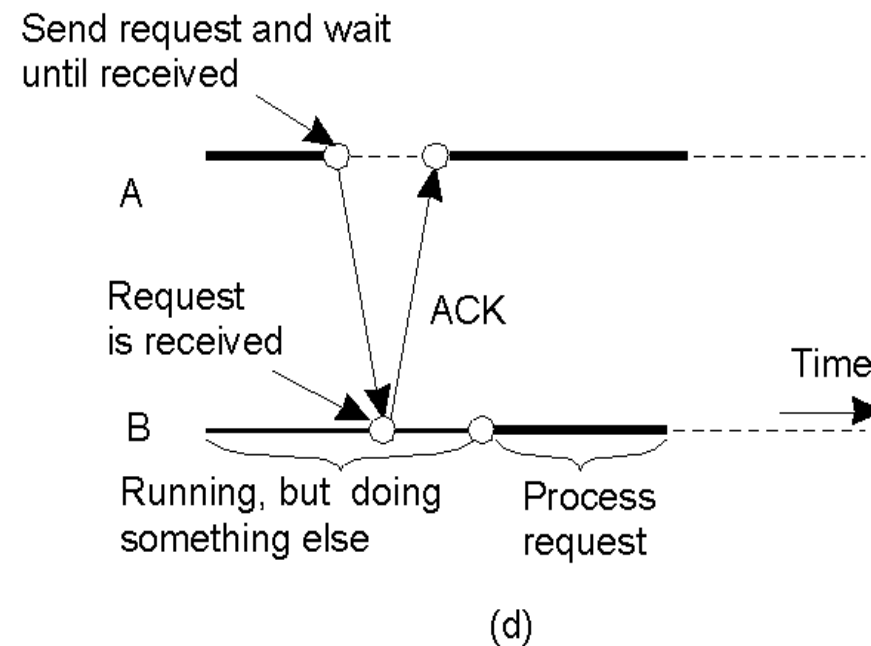 Send request and wait
until received
A
Request
is received
ACK
Time
B
Running, but doing
something else
Process
request
(d)